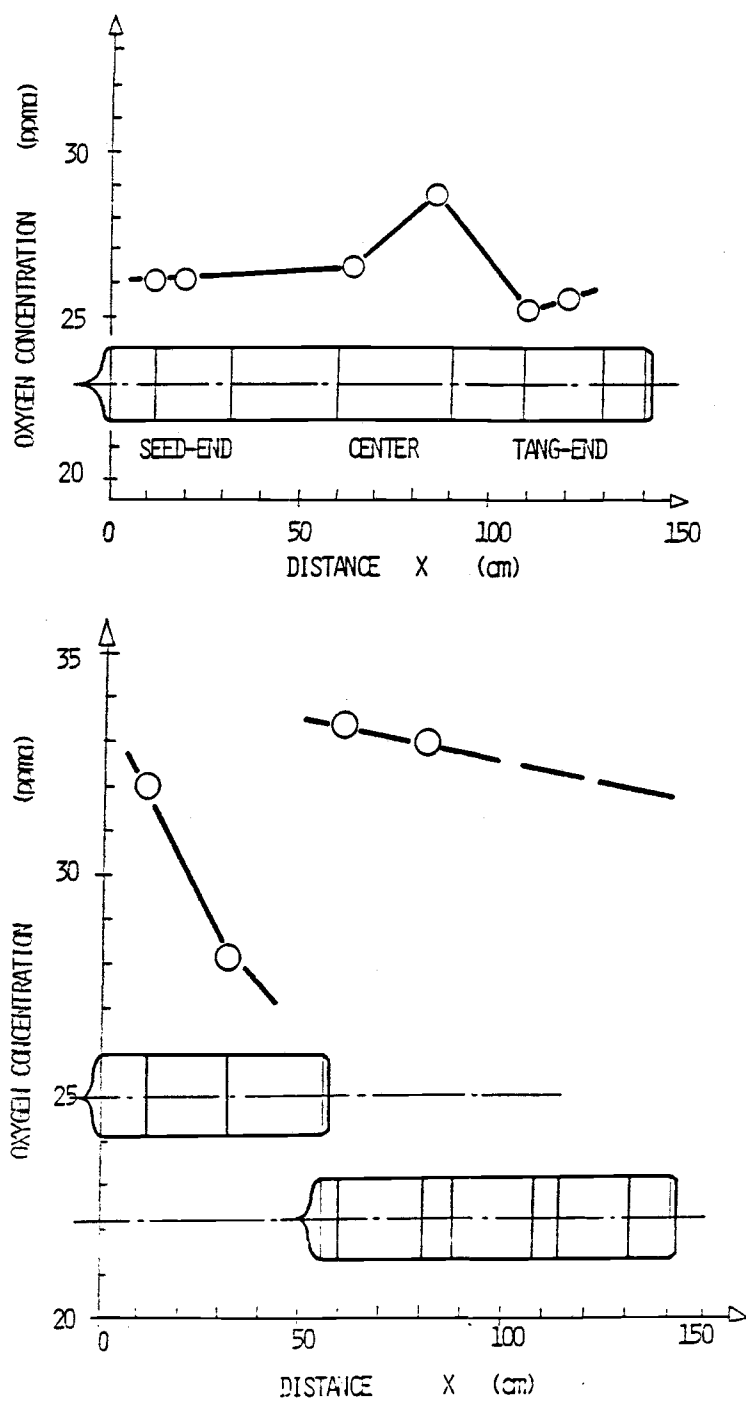 OXYGEN CONCENTRATION (ppma)
30
25
20
SEED-END CENTER TANG-END
0 50 100 150
DISTANCE X (cm)
OXYGEN CONCENTRATION (ppma)
35
30
25
20
0 50 100 150
DISTANCE X (cm)